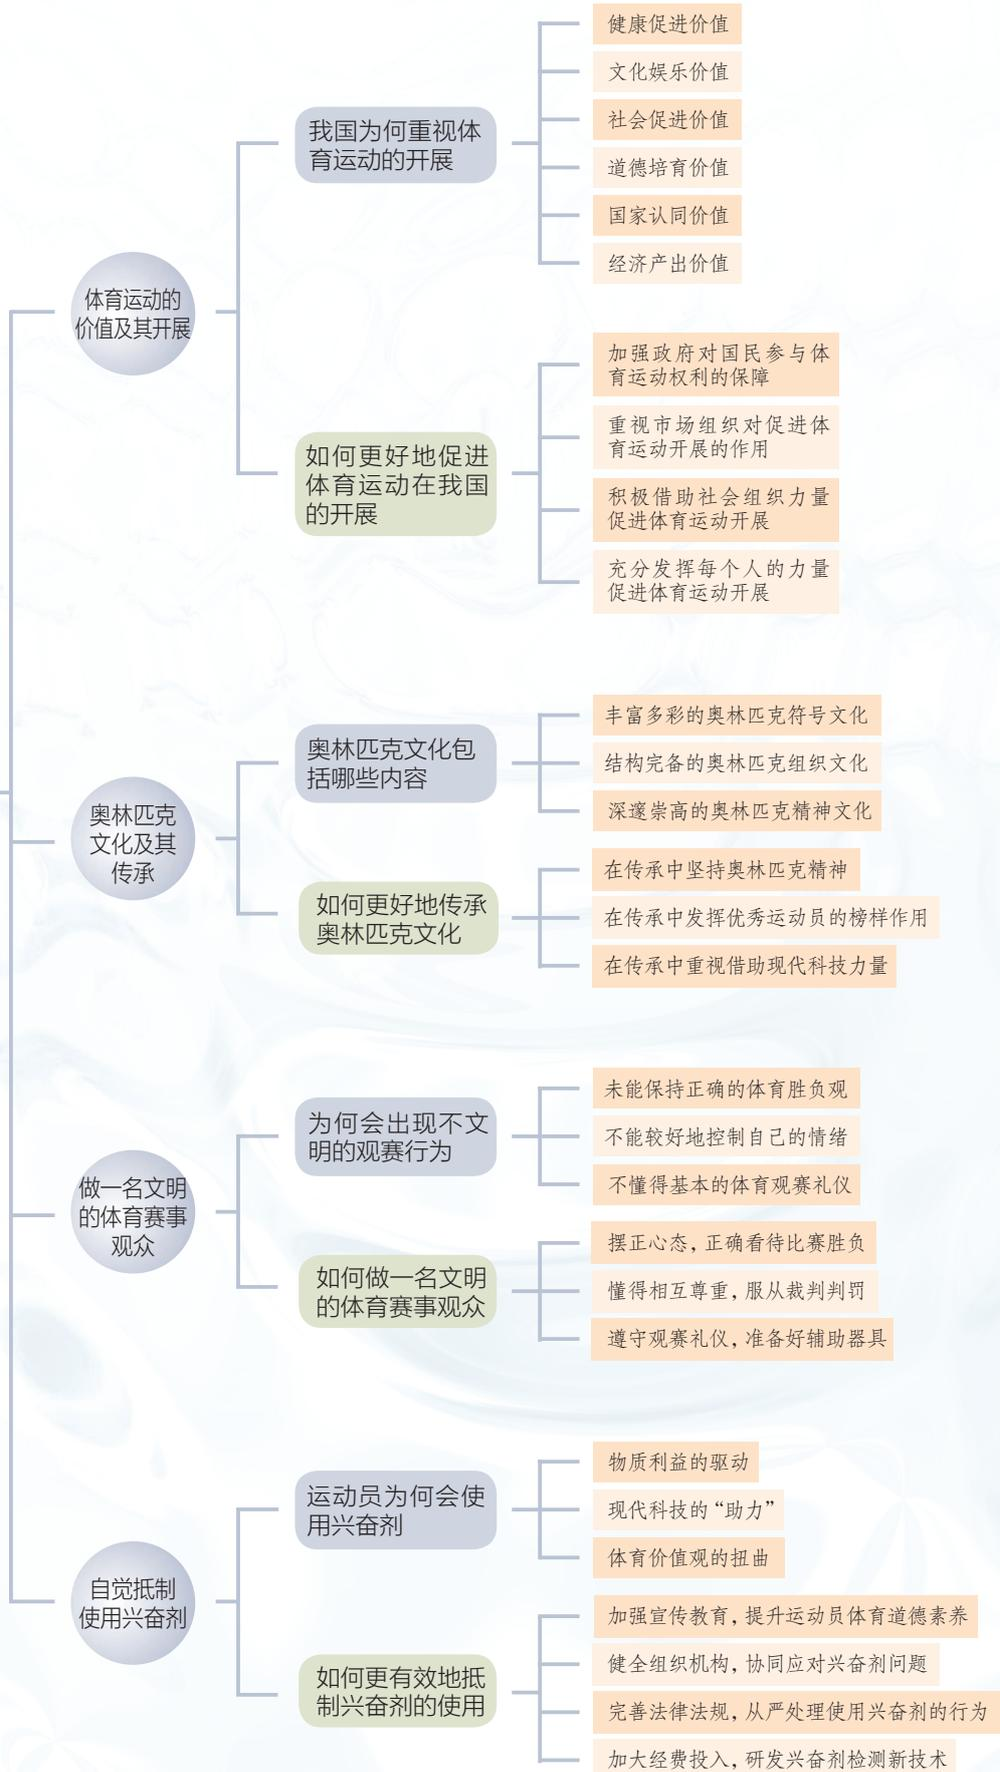 体育运动的
价值及其开展
我国为何重视体
育运动的开展
健康促进价值
文化娱乐价值
社会促进价值
道德培育价值
国家认同价值
经济产出价值
如何更好地促进
体育运动在我国
的开展
加强政府对国民参与体
育运动权利的保障
重视市场组织对促进体
育运动开展的作用
积极借助社会组织力量
促进体育运动开展
充分发挥每个人的力量
促进体育运动开展
奥林匹克
文化及其
传承
奥林匹克文化包
括哪些内容
丰富多彩的奥林匹克符号文化
结构完备的奥林匹克组织文化
深邃崇高的奥林匹克精神文化
如何更好地传承
奥林匹克文化
在传承中坚持奥林匹克精神
在传承中发挥优秀运动员的榜样作用
在传承中重视借助现代科技力量
做一名文明
的体育赛事
观众
为何会出现不文
明的观赛行为
未能保持正确的体育胜负观
不能较好地控制自己的情绪
不懂得基本的体育观赛礼仪
如何做一名文明
的体育赛事观众
摆正心态，正确看待比赛胜负
懂得相互尊重，服从裁判判罚
遵守观赛礼仪，准备好辅助器具
自觉抵制
使用兴奋剂
运动员为何会使
用兴奋剂
物质利益的驱动
现代科技的“助力”
体育价值观的扭曲
如何更有效地抵
制兴奋剂的使用
加强宣传教育，提升运动员体育道德素养
健全组织机构，协同应对兴奋剂问题
完善法律法规，从严处理使用兴奋剂的行为
加大经费投入，研发兴奋剂检测新技术